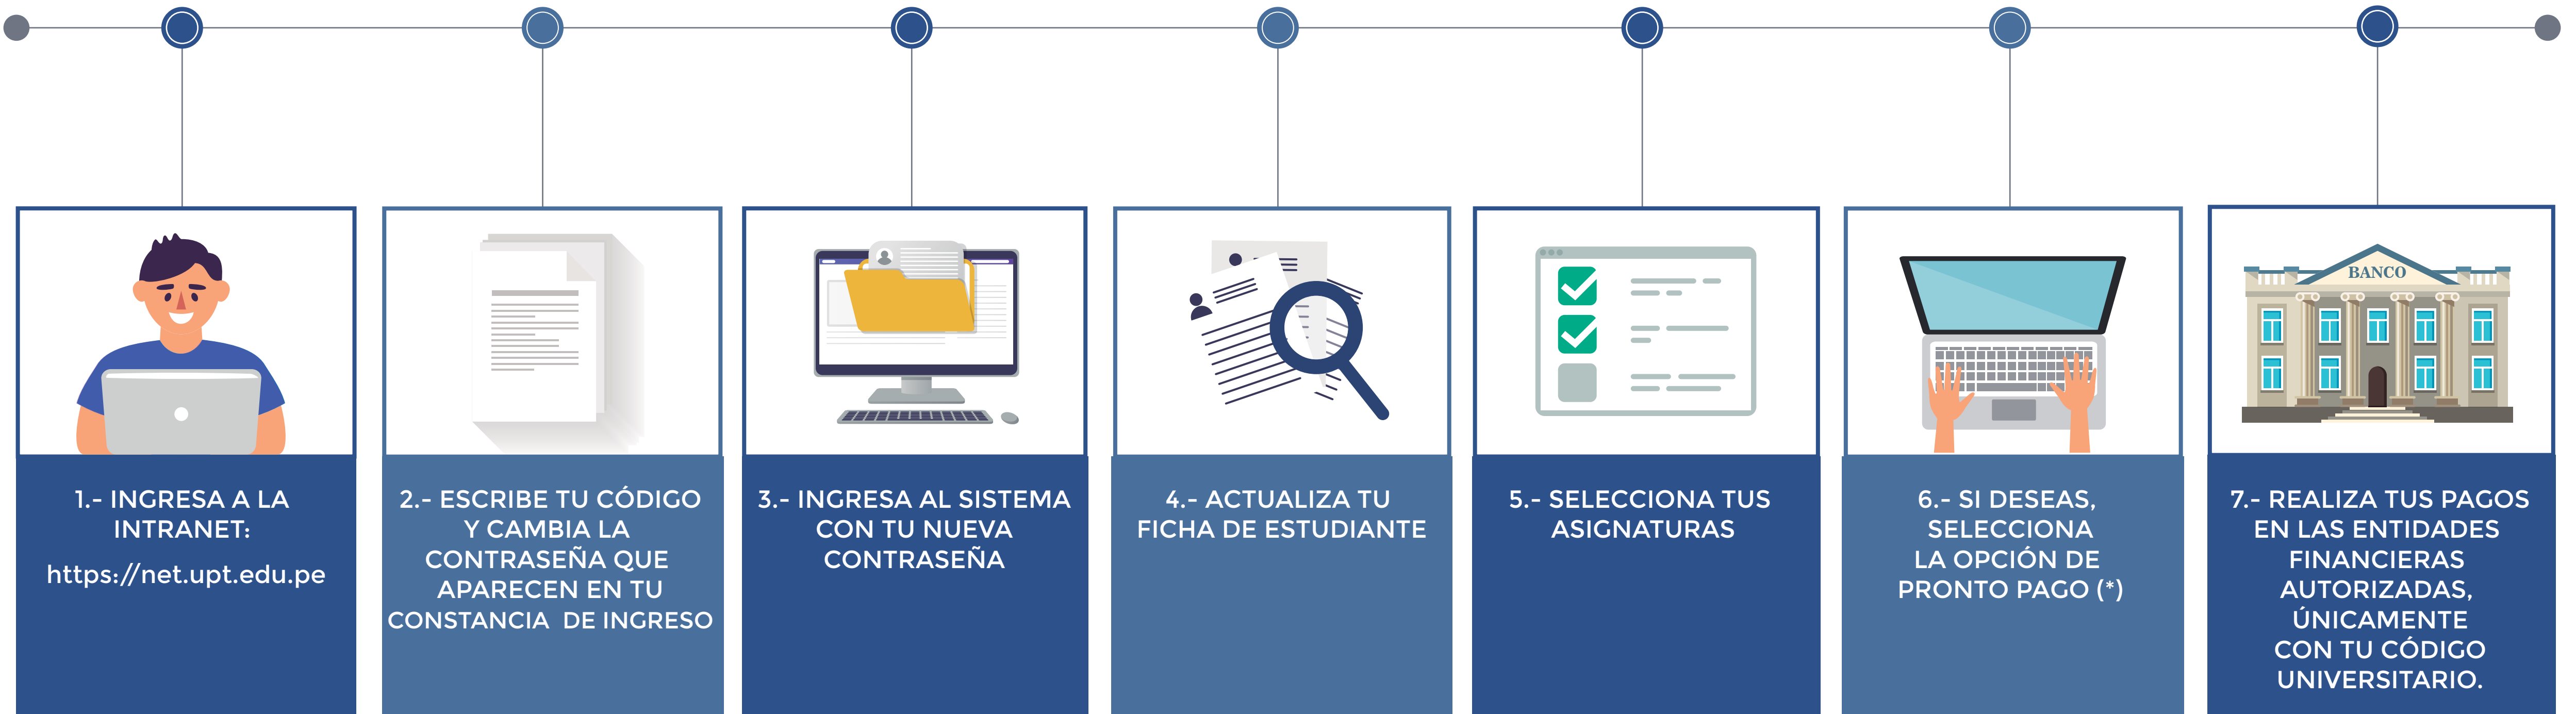 1.- INGRESA A LA
INTRANET:
https://net.upt.edu.pe
2.- ESCRIBE TU CÓDIGO
Y CAMBIA LA
CONTRASEÑA QUE
APARECEN EN TU
CONSTANCIA DE INGRESO
3.- INGRESA AL SISTEMA
CON TU NUEVA
CONTRASEÑA
4.- ACTUALIZA TU
FICHA DE ESTUDIANTE
5.- SELECCIONA TUS
ASIGNATURAS
6.- SI DESEAS,
SELECCIONA
LA OPCIÓN DE
PRONTO PAGO (*)
BANCO
7.- REALIZA TUS PAGOS
EN LAS ENTIDADES
FINANCIERAS
AUTORIZADAS,
ÚNICAMENTE
CON TU CÓDIGO
UNIVERSITARIO.